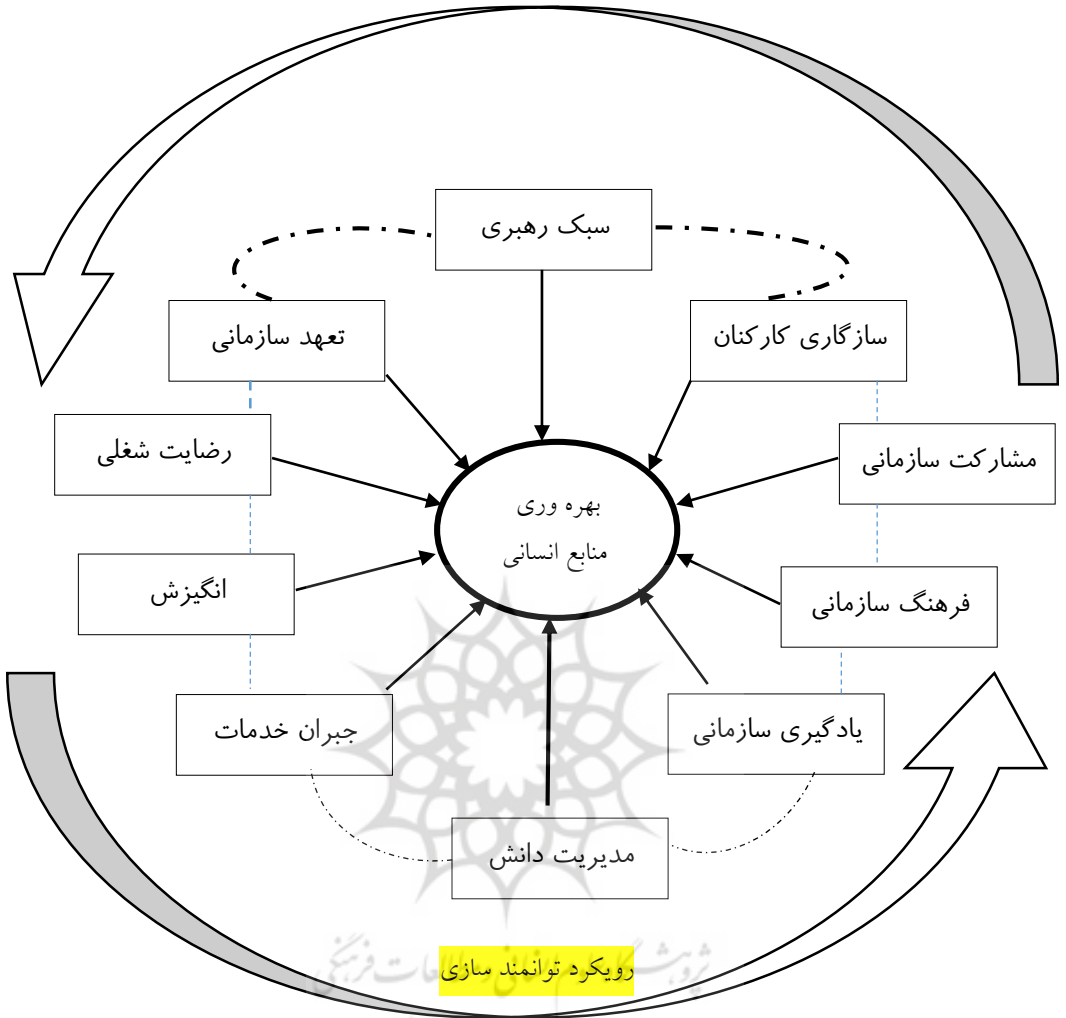 سبک رهبری
سازگاری کارکنان
تعهد سازمانی
مشارکت سازمانی
رضایت شغلی
بهره وری
منابع انسانی
فرهنگ سازمانی
انگیزش
یادگیری سازمانی
جبران خدمات
مدیریت دانش
رویکرد توانمند سازی